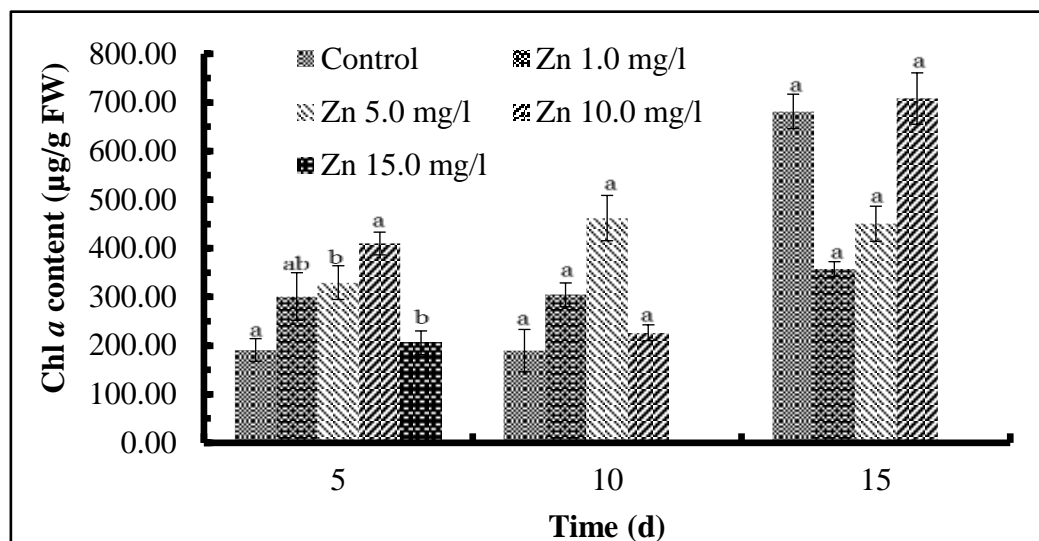 800.00
700.00
600.00
500.00
400.00
300.00
200.00
100.00
0.00
Chl a content (µg/g FW)
Control
Zn 1.0 mg/l
Zn 5.0 mg/l
Zn 10.0 mg/l
Zn 15.0 mg/l
a
ab
b
a
b
a
a
a
a
a
a
a
a
5
10
15
Time (d)